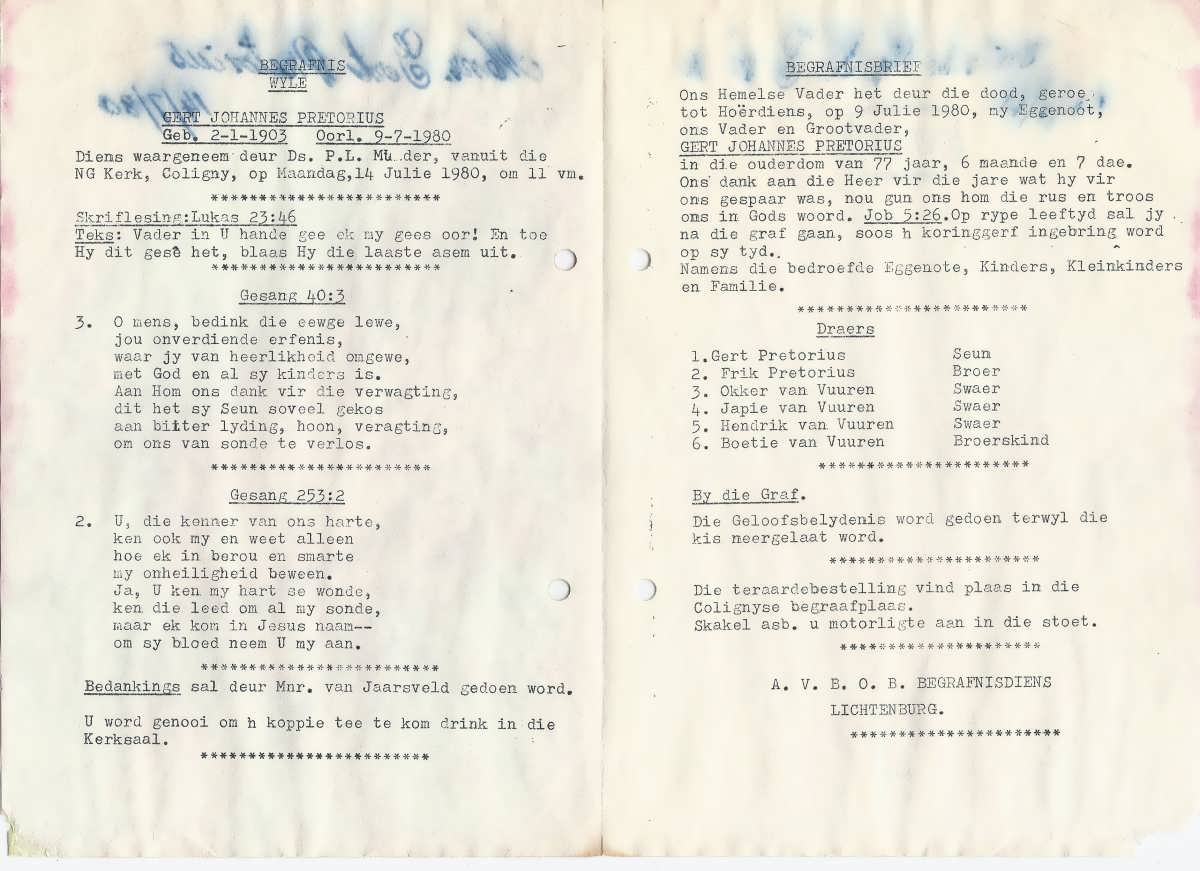 BEGRAFNIS
WYLE
GERT JOHANNES PRETORIUS
Geb. 2-1-1903 Oorl. 9-7-1980
Diens waargeneem deur Ds. P.L. vanuit die
NG Kerk, Coligny, op Maandag,14 Julie 1980, om 11 vm.
************************
Skriflesing:Lukas 23:46
Teks: Vader in U hande gee ek my gees oor! En toe
Hy dit gesê het, blaas Hy die laaste asem uit.
************************
Gesang 40:3
3. O mens, bedink die eewge lewe,
jou onverdiende erfenis,
waar jy van heerlikheid omgewe,
met God en al sy kinders is.
Aan Hom ons dank vir die verwagting,
dit het sy Seun soveel gekos
aan bitter lyding, hoon, veragting,
om ons van sonde te verlos.
***********************
Gesang 253:2
2. U, die kenner van ons harte,
ken ook my en weet alleen
hoe ek in berou en smarte
my onheiligheid beween.
Ja, U ken my hart se wonde,
ken die leed om al my sonde,
maar ek kom in Jesus naam--
om sy bloed neem U my aan.
*************************
Bedankings sal deur Mnr. van Jaarsveld gedoen word.
U word genooi om h koppie tee te kom drink in die
Kerksaal.
************************
BEGRAFNISBRIEF
Ons Hemelse Vader het deur die dood, geroe
tot Hoërdiens, op 9 Julie 1980, my Eggenoot,
ons Vader en Grootvader,
GERT JOHANNES PRETORIUS
in die ouderdom van 77 jaar, 6 maande en 7 dae.
Ons dank aan die Heer vir die jare wat hy vir
ons gespaar was, nou gun ons hom die rus en troos
ons in Gods woord. Job 5:26.Op rype leeftyd sal jy
na die graf gaan, soos h koringgerf ingebring word
op sy tyd.
Namens die bedroefde Eggenote, Kinders, Kleinkinders
en Familie.
************************
Draers
1.Gert Pretorius Seun
2. Frik Pretorius Broer
3. Okker van Vuuren Swaer
4. Japie van Vuuren Swaer
5. Hendrik van Vuuren Swaer
6. Boetie van Vuuren Broerskind
**********************
By die Graf.
Die Geloofsbelydenis word gedoen terwyl die
kis neergelaat word.
**********************
Die teraardebestelling vind plaas in die
Colignyse begraafplaas.
Skakel asb. u motorligte aan in die stoet.
*********************
A. V. B. O. B. BEGRAFNISDIENS
LICHTENBURG.
**********************